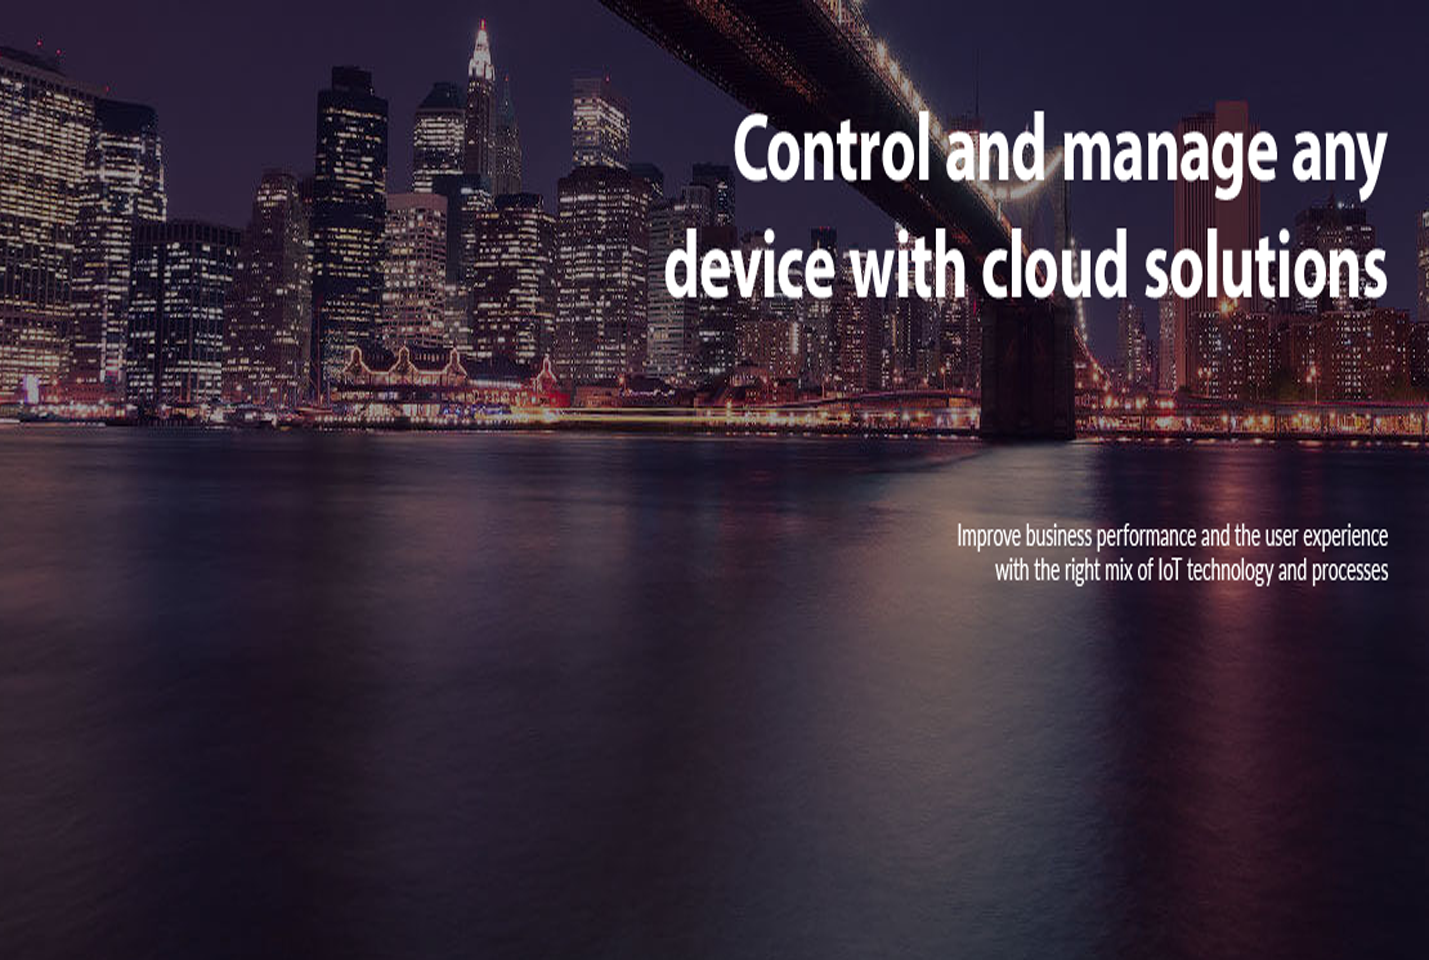 Control and manage any
device with cloud solutions
Improve business performance and the user experience
with the right mix of IoT technology and processes